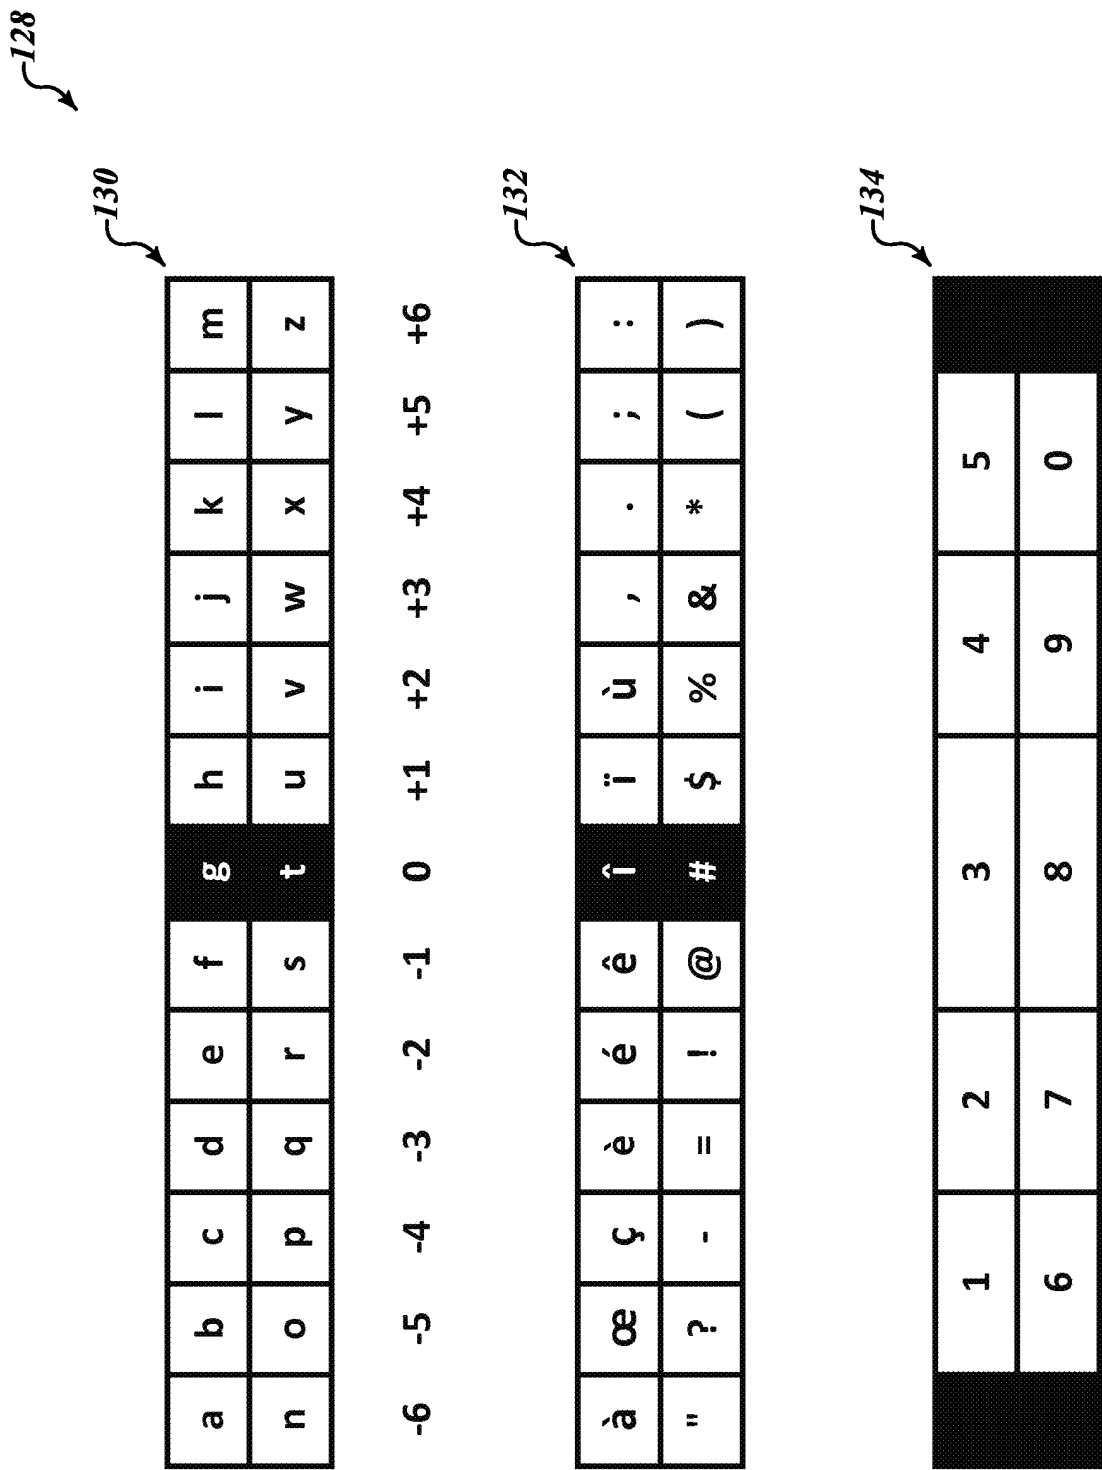 128
130
a b c d e f g h i j k l m
n o p q r s t u v w x y z
-6 -5 -4 -3 -2 -1 0 +1 +2 +3 +4 +5 +6
132
à œ ç è é ê î ï ù , . ; :
" ? - = ! @ # $ % & * ( )
134
1 2 3 4 5
6 7 8 9 0